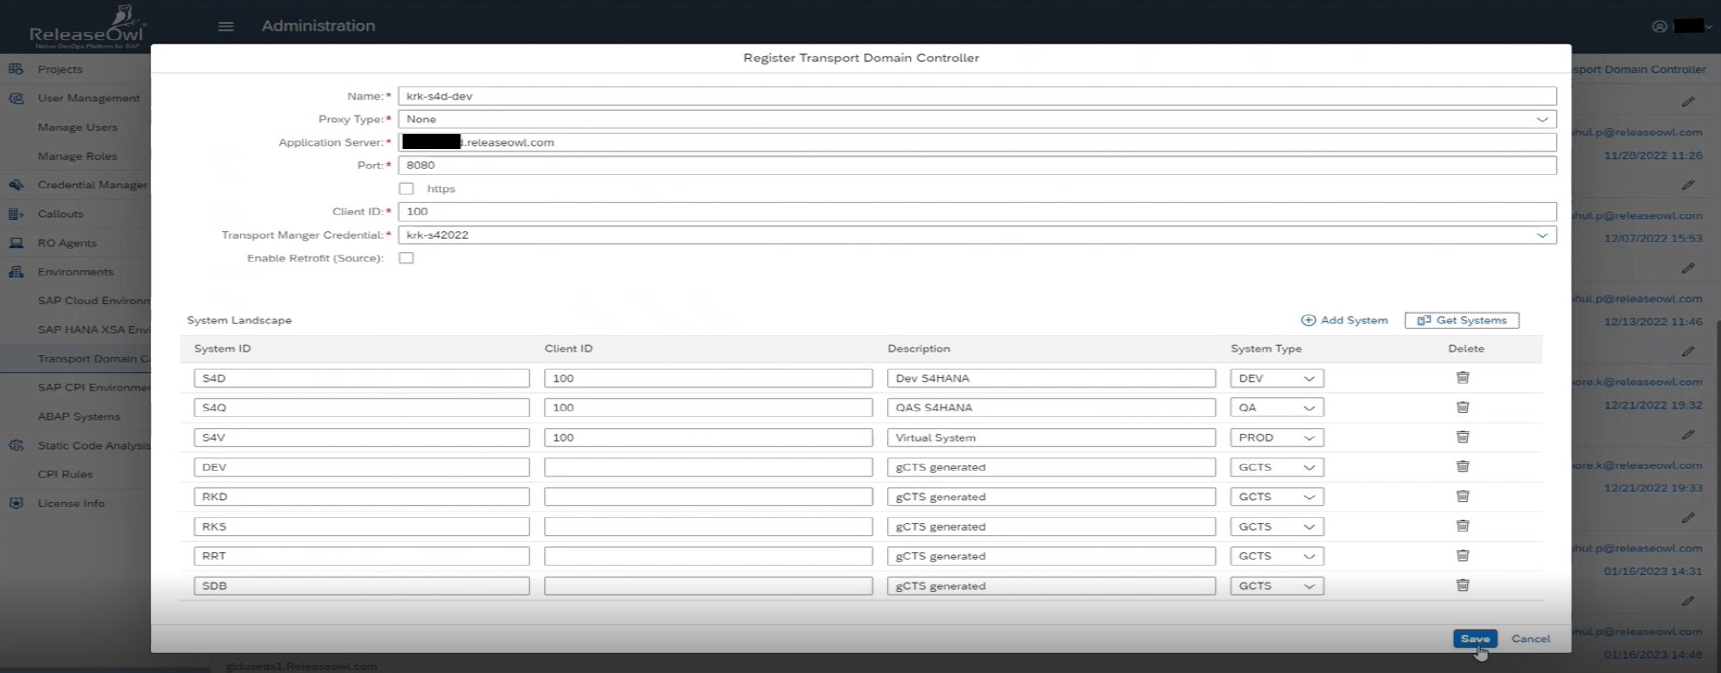 ReleaseOwl
Native DevOps Platform for SAP
Administration
Projects
User Management
Manage Users
Manage Roles
Credential Manager
Callouts
RO Agents
Environments
SAP Cloud Environm
SAP HANA XSA Envi
Transport Domain C
SAP CPI Environmen
ABAP Systems
Static Code Analysis
CPI Rules
License Info
Register Transport Domain Controller
Name:* krk-s4d-dev
Proxy Type:* None
Application Server:* .releaseowl.com
Port:* 8080
https
Client ID:* 100
Transport Manger Credential:* krk-s42022
Enable Retrofit (Source):
System Landscape Add System Get Systems
System ID Client ID Description System Type Delete
S4D 100 Dev S4HANA DEV
S4Q 100 QAS S4HANA QA
S4V 100 Virtual System PROD
DEV gCTS generated GCTS
RKD gCTS generated GCTS
RKS gCTS generated GCTS
RRT gCTS generated GCTS
SDB gCTS generated GCTS
Save Cancel
sport Domain Controller
hul.p@releaseowl.com
11/28/2022 11:26
hul.p@releaseowl.com
12/07/2022 15:53
hul.p@releaseowl.com
12/13/2022 11:46
ore.k@releaseowl.com
12/21/2022 19:32
ore.k@releaseowl.com
12/21/2022 19:33
hul.p@releaseowl.com
01/16/2023 14:31
hul.p@releaseowl.com
01/16/2023 14:48
glduseds1.Releaseowl.com